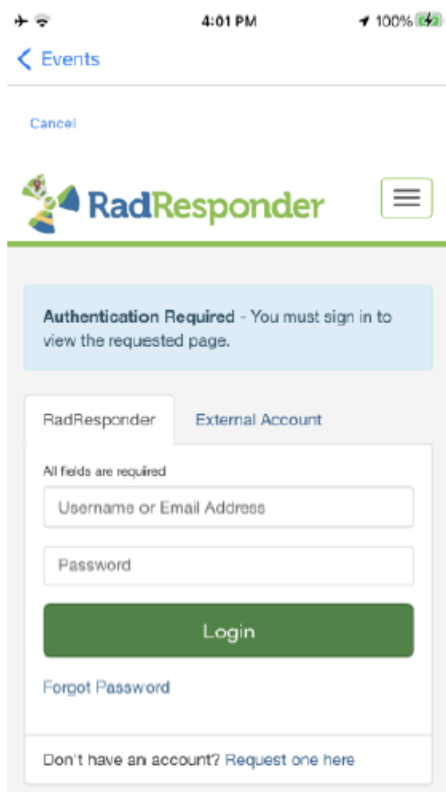 4:01 PM
100%
Events
Cancel
RadResponder
Authentication Required - You must sign in to
view the requested page.
RadResponder
External Account
All fields are required
Username or Email Address
Password
Login
Forgot Password
Don't have an account? Request one here